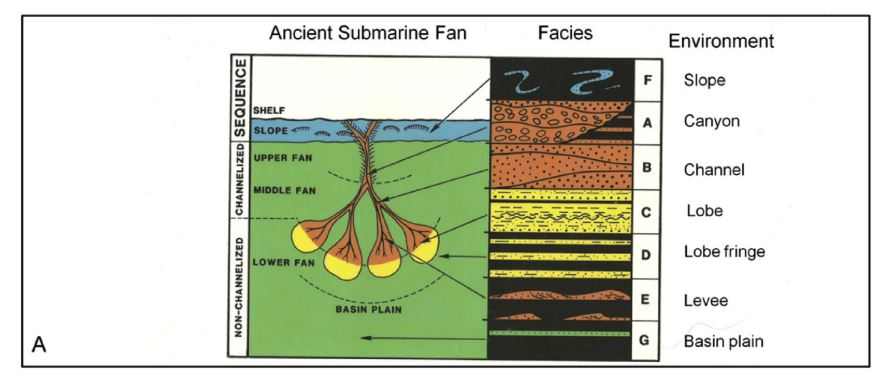 Ancient Submarine Fan
Facies
Environment
SEQUENCE
CHANNELIZED
NON-CHANNELIZED
SHELF
SLOPE
UPPER FAN
MIDDLE FAN
LOWER FAN
BASIN PLAIN
F Slope
A Canyon
B Channel
C Lobe
D Lobe fringe
E Levee
G Basin plain
A